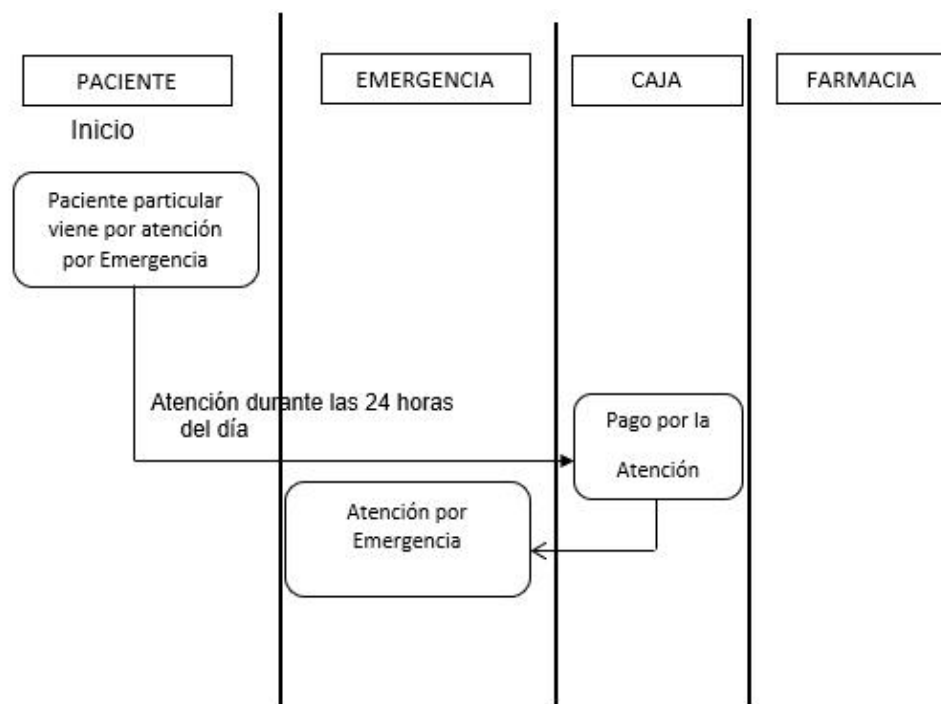 PACIENTE
EMERGENCIA
CAJA
FARMACIA
Inicio
Paciente particular
viene por atención
por Emergencia
Atención durante las 24 horas
del día
Pago por la
Atención
Atención por
Emergencia